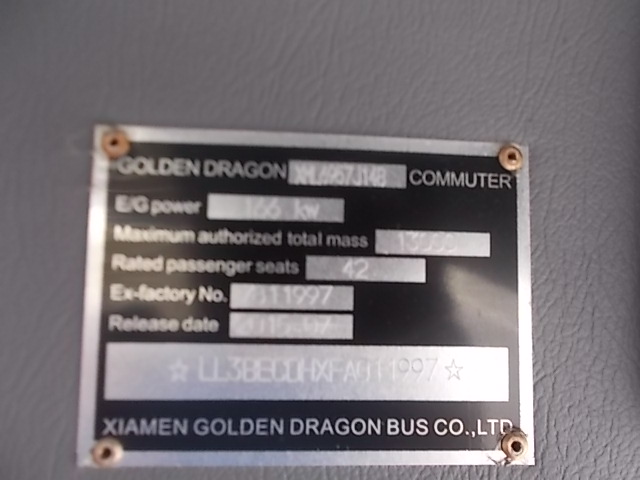 GOLDEN DRAGON XML6957J14B COMMUTER
E/G power 166 kw
Maximum authorized total mass
Rated passenger seats 42
Ex-factory No.
Release date
☆ LL3BECDHXFA011997 ☆
XIAMEN GOLDEN DRAGON BUS CO.,LTD